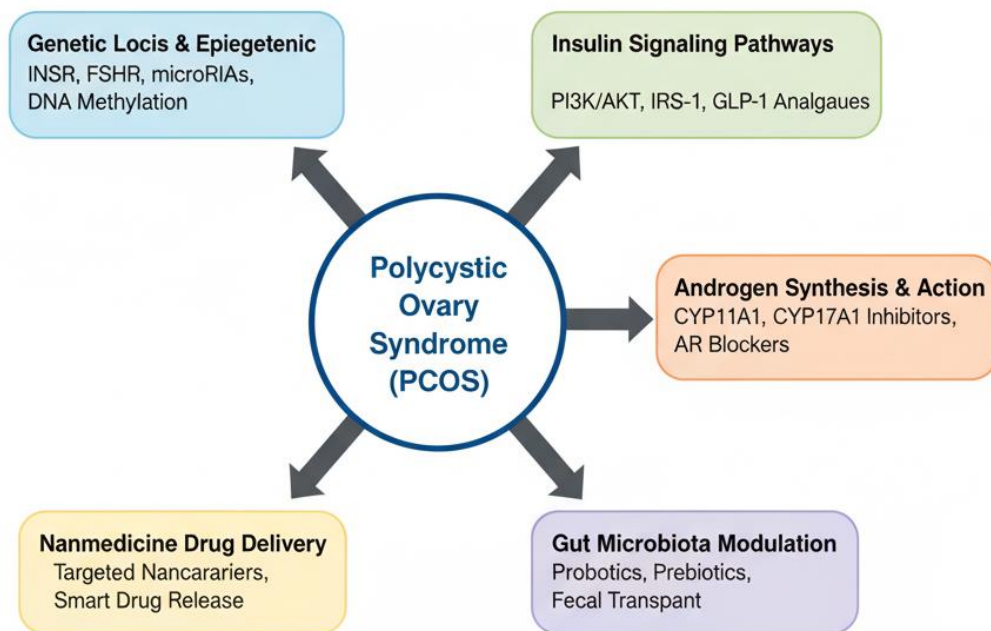 Genetic Locis & Epiegetenic
INSR, FSHR, microRIAs,
DNA Methylation
Insulin Signaling Pathways
PI3K/AKT, IRS-1, GLP-1 Analgaues
Polycystic
Ovary
Syndrome
(PCOS)
Androgen Synthesis & Action
CYP11A1, CYP17A1 Inhibitors,
AR Blockers
Nanmedicine Drug Delivery
Targeted Nancarariers,
Smart Drug Release
Gut Microbiota Modulation
Probotics, Prebiotics,
Fecal Transpant